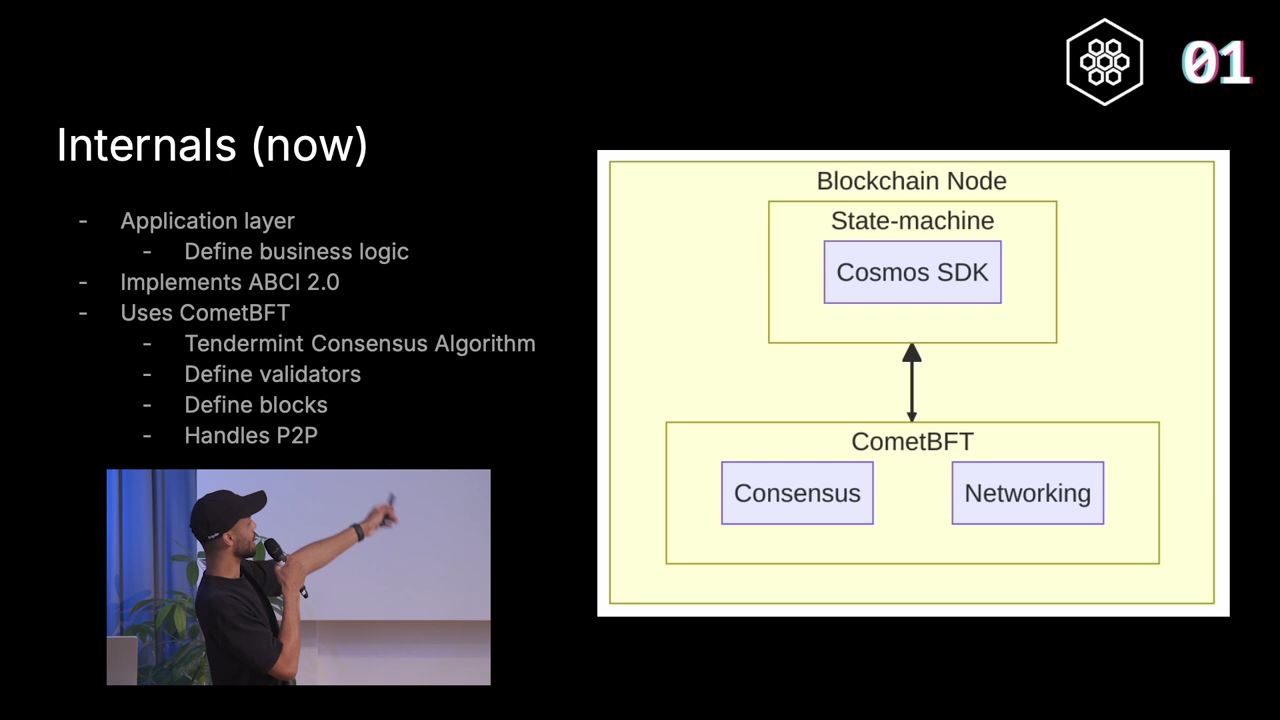 01
Internals (now)
- Application layer
- Define business logic
- Implements ABCI 2.0
- Uses CometBFT
- Tendermint Consensus Algorithm
- Define validators
- Define blocks
- Handles P2P
Blockchain Node
State-machine
Cosmos SDK
CometBFT
Consensus
Networking